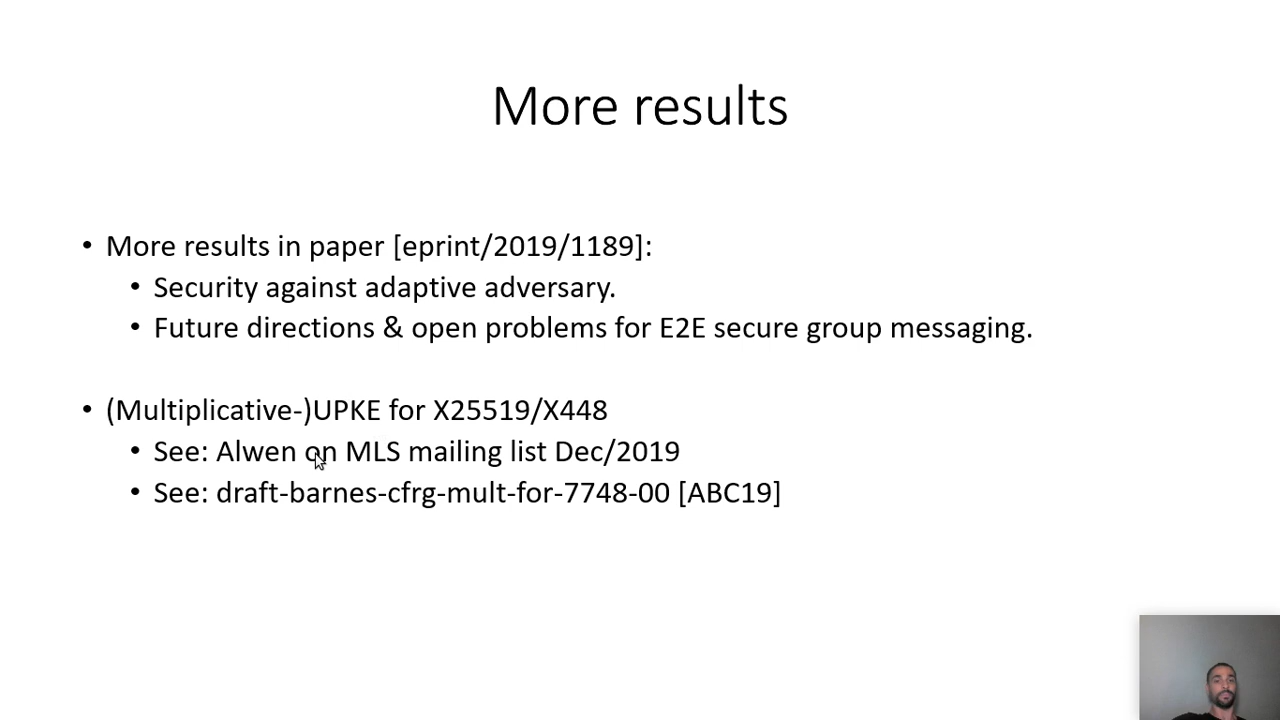 More results
• More results in paper [eprint/2019/1189]:
• Security against adaptive adversary.
• Future directions & open problems for E2E secure group messaging.
• (Multiplicative-)UPKE for X25519/X448
• See: Alwen on MLS mailing list Dec/2019
• See: draft-barnes-cfrg-mult-for-7748-00 [ABC19]